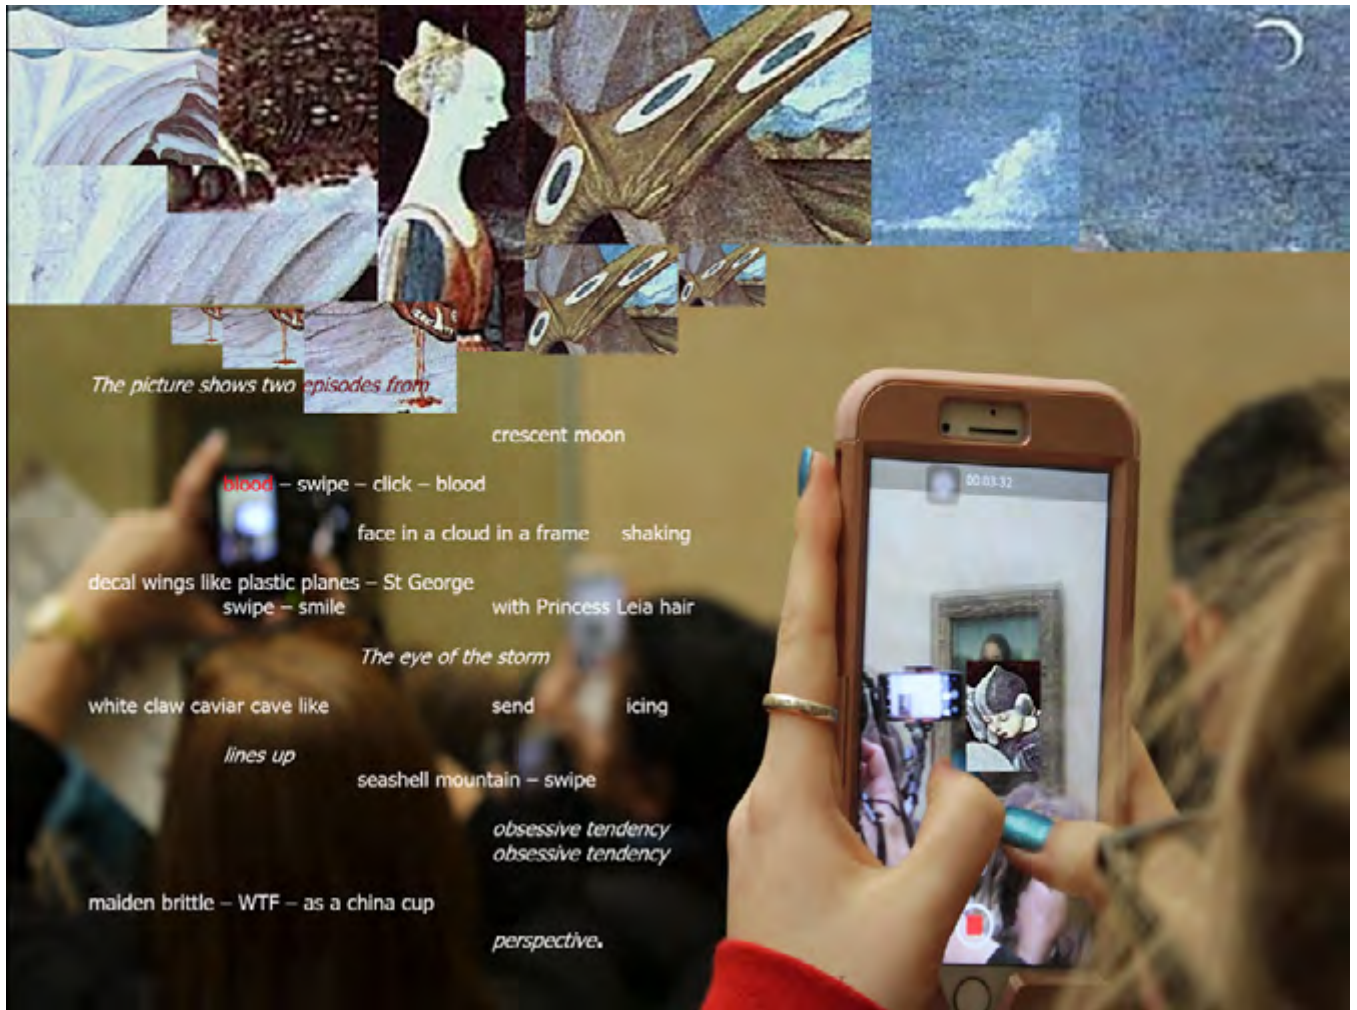 The picture shows two episodes from
crescent moon
blood – swipe – click – blood
face in a cloud in a frame shaking
decal wings like plastic planes – St George
swipe – smile with Princess Leia hair
The eye of the storm
white claw caviar cave like send icing
lines up
seashell mountain – swipe
obsessive tendency
obsessive tendency
maiden brittle – WTF – as a china cup
perspective.
00:03:32